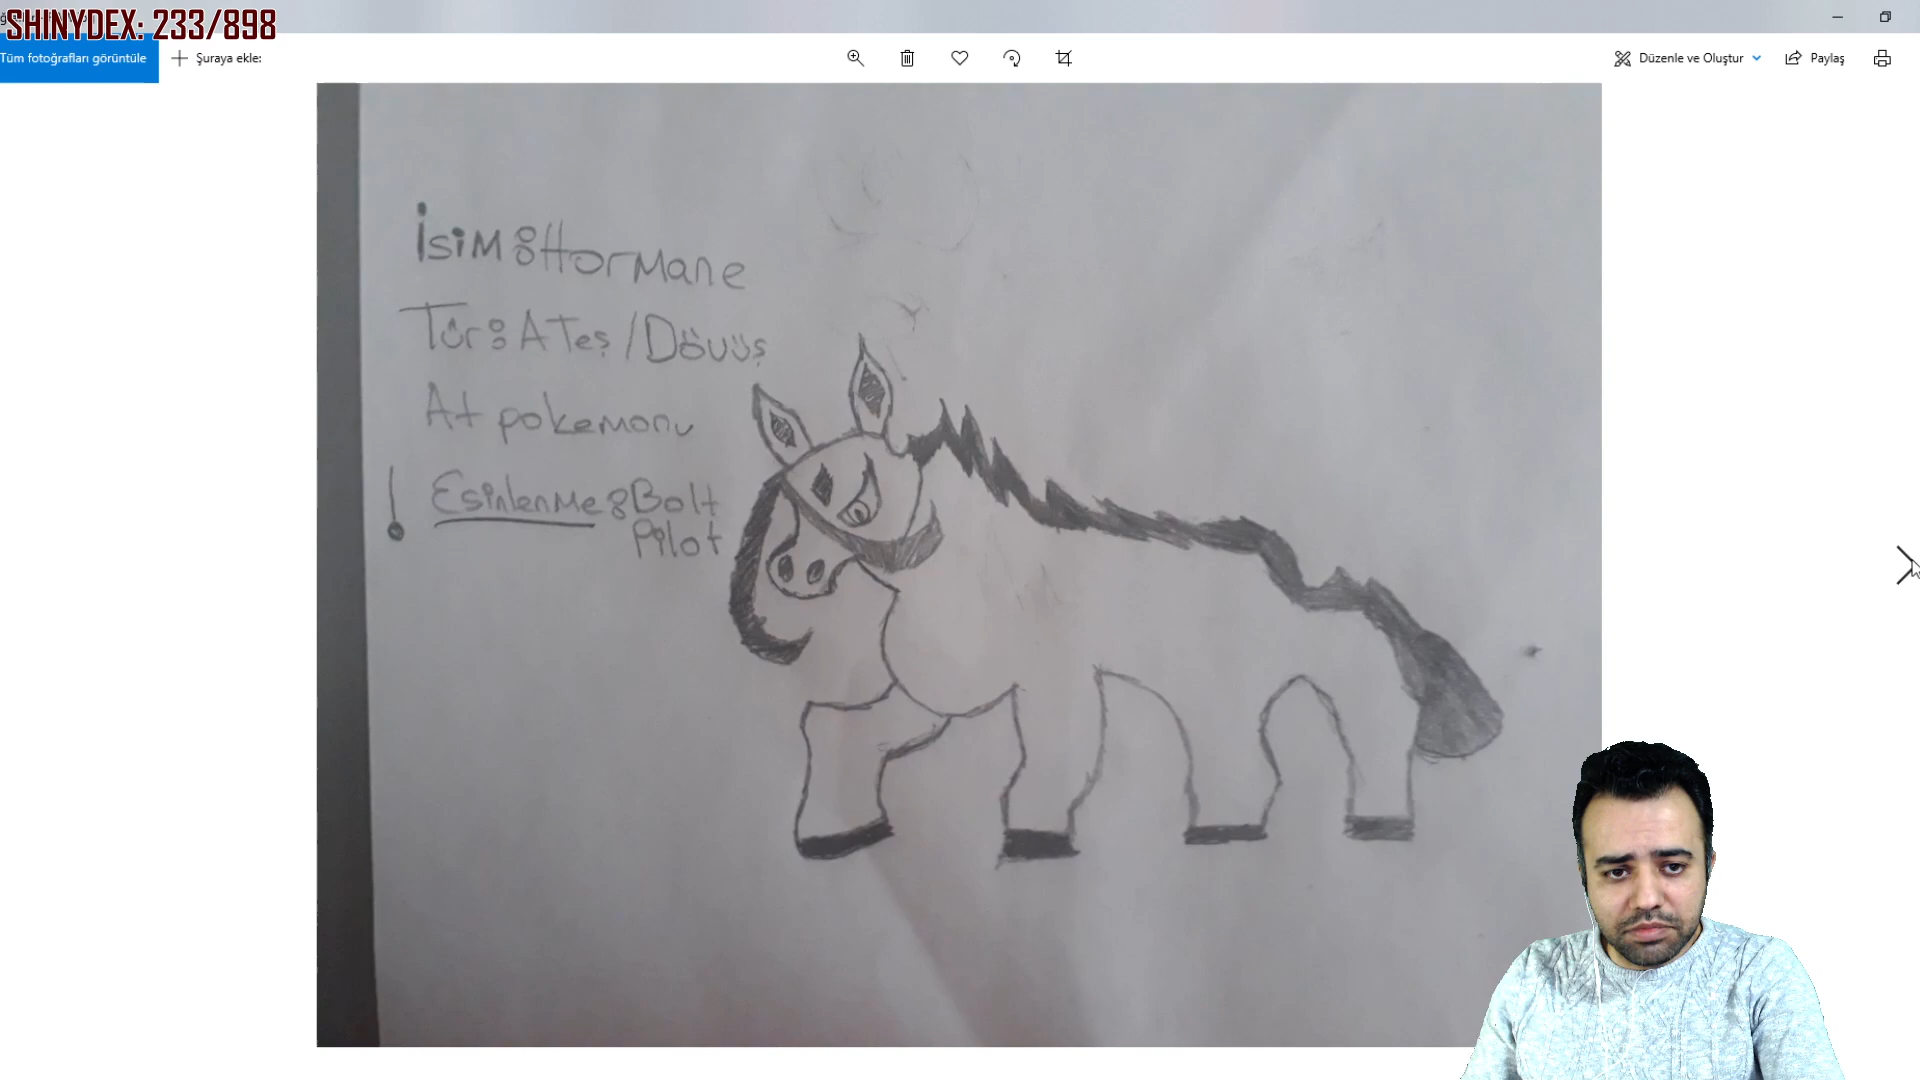 SHINYDEX: 233/898
Tüm fotoğrafları görüntüle
Şuraya ekle:
Düzenle ve Oluştur
Paylaş
İsim: Hormane
Tür: Ateş/Dövüş
At pokemonu
! Esinlenme: Bolt
Pilot